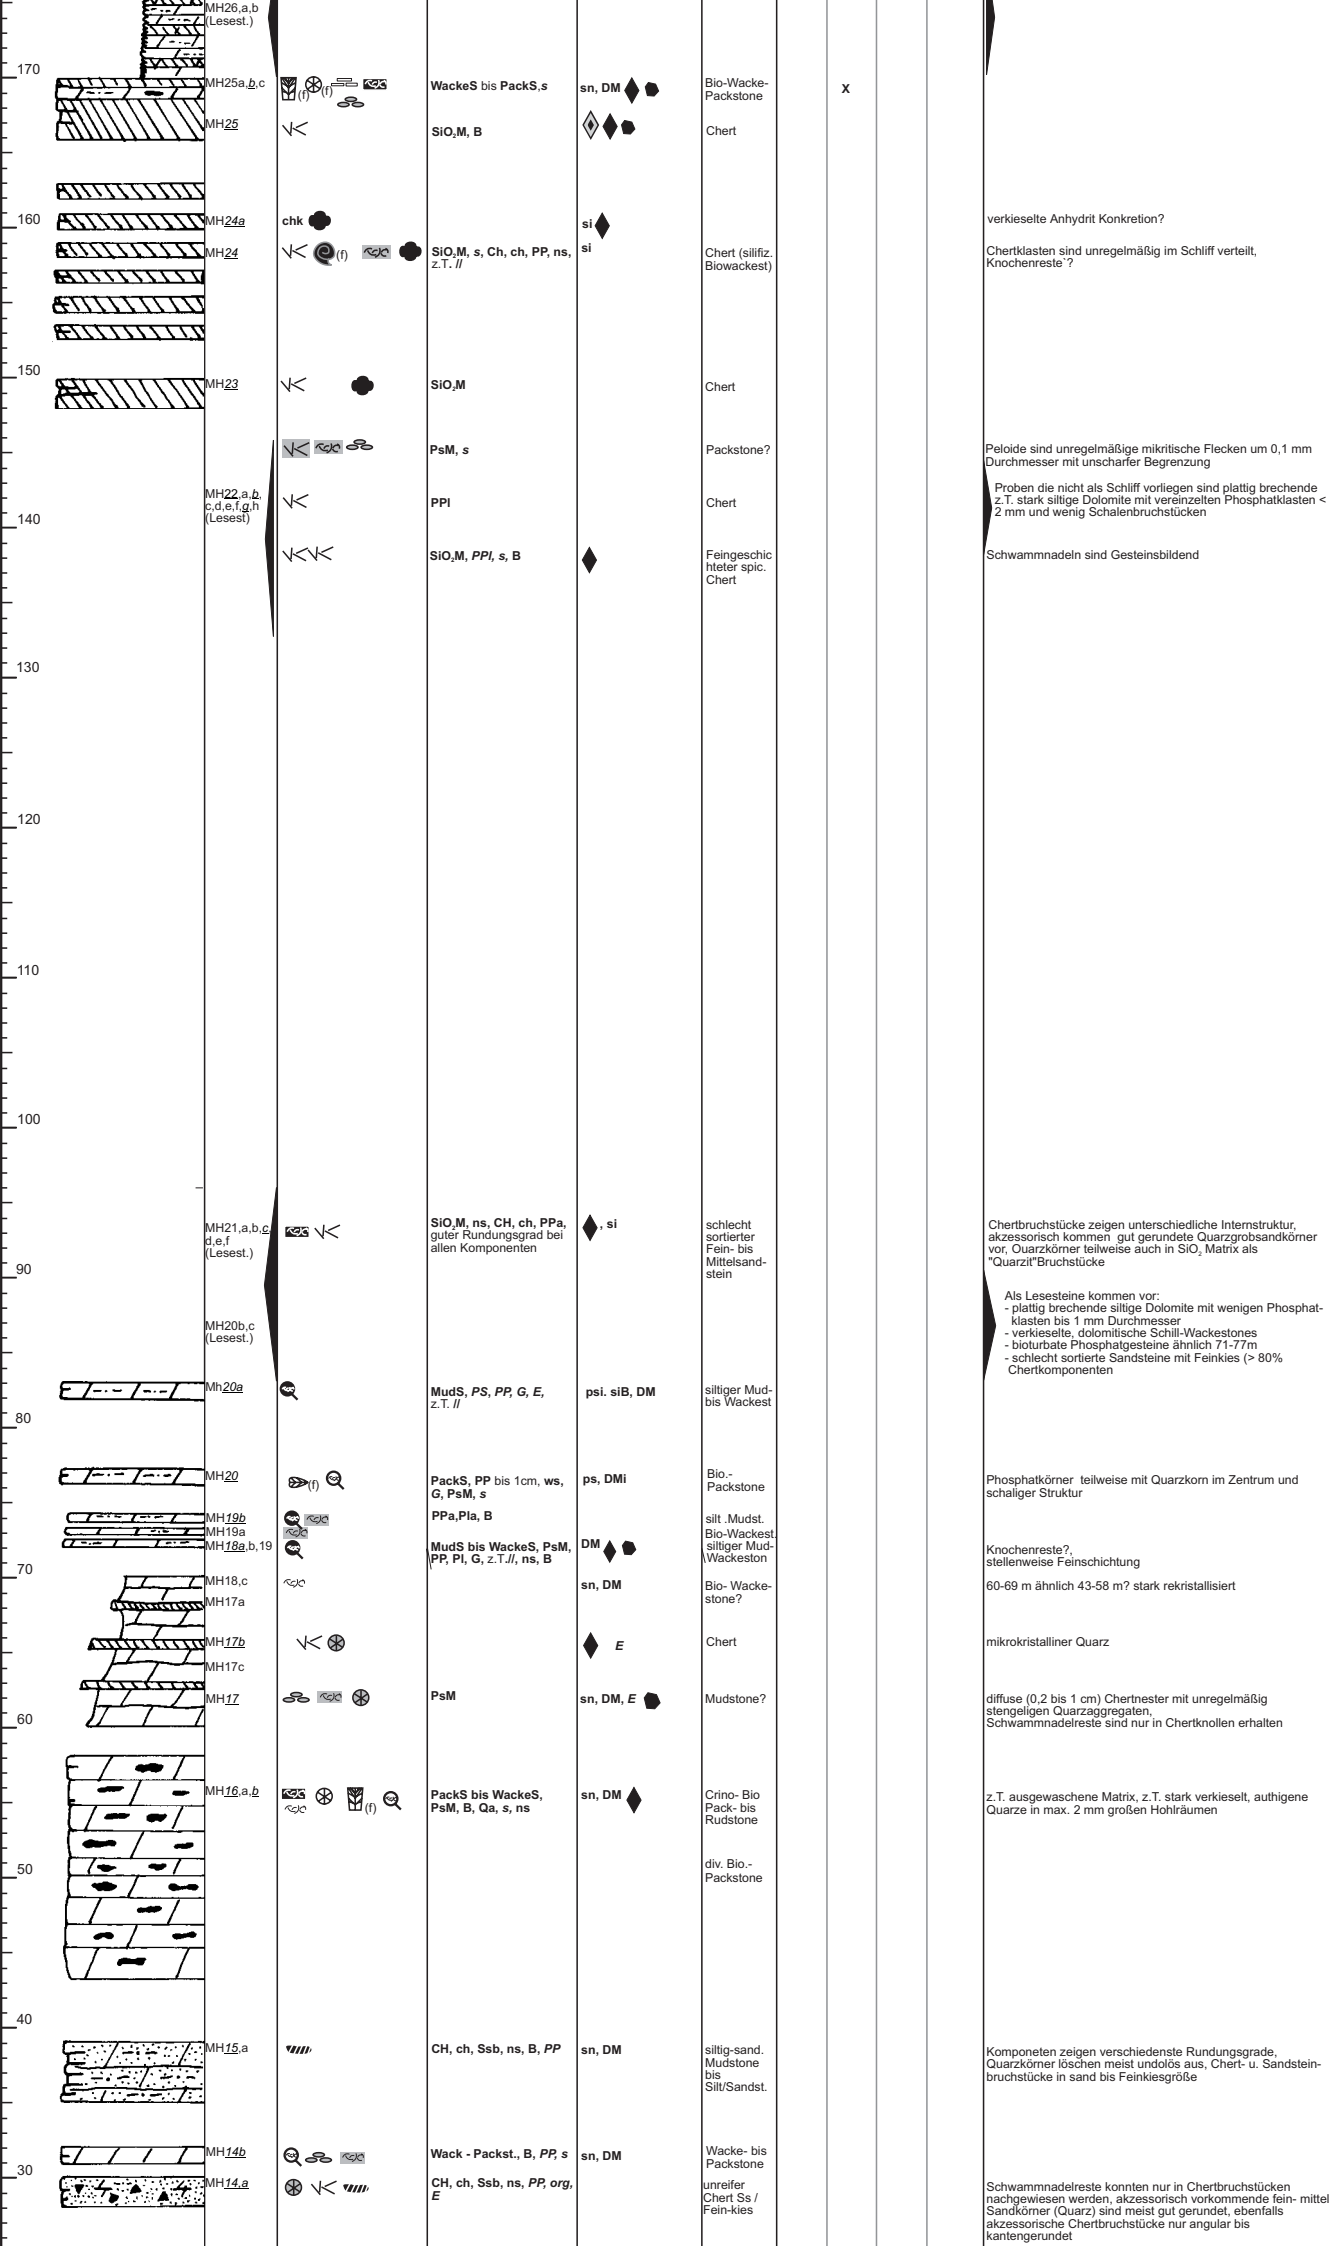 MH26,a,b
(Lesest.)
170
MH25a,b,c
(f)
(f)
WackeS bis PackS,s
sn, DM
Bio-Wacke-
Packstone
x
MH25
SiO2M, B
Chert
160
MH24a
chk
si
verkieselte Anhydrit Konkretion?
MH24
(f)
SiO2M, s, Ch, ch, PP, ns,
z.T. //
si
Chert (silifiz.
Biowackest)
Chertklasten sind unregelmäßig im Schliff verteilt,
Knochenreste`?
150
MH23
SiO2M
Chert
PsM, s
Packstone?
Peloide sind unregelmäßige mikritische Flecken um 0,1 mm
Durchmesser mit unscharfer Begrenzung
MH22,a,b,
c,d,e,f,g,h
(Lesest)
PPl
Chert
Proben die nicht als Schliff vorliegen sind plattig brechende
z.T. stark siltige Dolomite mit vereinzelten Phosphatklasten <
2 mm und wenig Schalenbruchstücken
140
SiO2M, PPl, s, B
Feingeschic
hteter spic.
Chert
Schwammnadeln sind Gesteinsbildend
130
120
110
100
MH21,a,b,c,
d,e,f
(Lesest.)
SiO2M, ns, CH, ch, PPa,
guter Rundungsgrad bei
allen Komponenten
, si
schlecht
sortierter
Fein- bis
Mittelsand-
stein
Chertbruchstücke zeigen unterschiedliche Internstruktur,
akzessorisch kommen gut gerundete Quarzgrobsandkörner
vor, Ouarzkörner teilweise auch in SiO2 Matrix als
"Quarzit"Bruchstücke
90
MH20b,c
(Lesest.)
Als Lesesteine kommen vor:
- plattig brechende siltige Dolomite mit wenigen Phosphat-
klasten bis 1 mm Durchmesser
- verkieselte, dolomitische Schill-Wackestones
- bioturbate Phosphatgesteine ähnlich 71-77m
- schlecht sortierte Sandsteine mit Feinkies (> 80%
Chertkomponenten
Mh20a
MudS, PS, PP, G, E,
z.T. //
psi. siB, DM
siltiger Mud-
bis Wackest
80
MH20
(f)
PackS, PP bis 1cm, ws,
G, PsM, s
ps, DMi
Bio.-
Packstone
Phosphatkörner teilweise mit Quarzkorn im Zentrum und
schaliger Struktur
MH19b
PPa,Pla, B
silt .Mudst.
MH19a
Bio-Wackest.
MH18a,b,19
MudS bis WackeS, PsM,
PP, Pl, G, z.T.//, ns, B
DM
siltiger Mud-
Wackeston
Knochenreste?,
stellenweise Feinschichtung
70
MH18,c
sn, DM
Bio- Wacke-
stone?
60-69 m ähnlich 43-58 m? stark rekristallisiert
MH17a
MH17b
E
Chert
mikrokristalliner Quarz
MH17c
MH17
PsM
sn, DM, E
Mudstone?
diffuse (0,2 bis 1 cm) Chertnester mit unregelmäßig
stengeligen Quarzaggregaten,
Schwammnadelreste sind nur in Chertknollen erhalten
60
MH16,a,b
(f)
PackS bis WackeS,
PsM, B, Qa, s, ns
sn, DM
Crino- Bio
Pack- bis
Rudstone
z.T. ausgewaschene Matrix, z.T. stark verkieselt, authigene
Quarze in max. 2 mm großen Hohlräumen
div. Bio.-
Packstone
50
40
MH15,a
CH, ch, Ssb, ns, B, PP
sn, DM
siltig-sand.
Mudstone
bis
Silt/Sandst.
Komponeten zeigen verschiedenste Rundungsgrade,
Quarzkörner löschen meist undolös aus, Chert- u. Sandstein-
bruchstücke in sand bis Feinkiesgröße
MH14b
Wack - Packst., B, PP, s
sn, DM
Wacke- bis
Packstone
30
MH14.a
CH, ch, Ssb, ns, PP, org,
E
unreifer
Chert Ss /
Fein-kies
Schwammnadelreste konnten nur in Chertbruchstücken
nachgewiesen werden, akzessorisch vorkommende fein- mittel
Sandkörner (Quarz) sind meist gut gerundet, ebenfalls
akzessorische Chertbruchstücke nur angular bis
kantengerundet